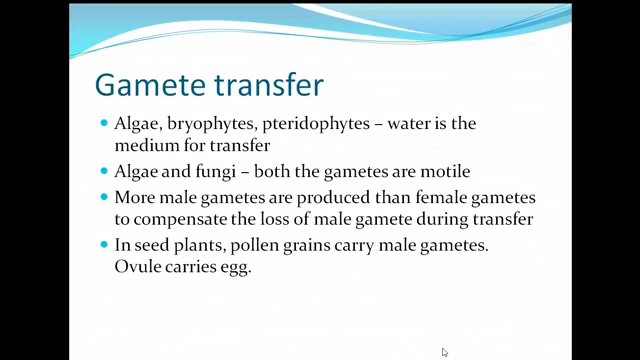 Gamete transfer
Algae, bryophytes, pteridophytes – water is the
medium for transfer
Algae and fungi – both the gametes are motile
More male gametes are produced than female gametes
to compensate the loss of male gamete during transfer
In seed plants, pollen grains carry male gametes.
Ovule carries egg.